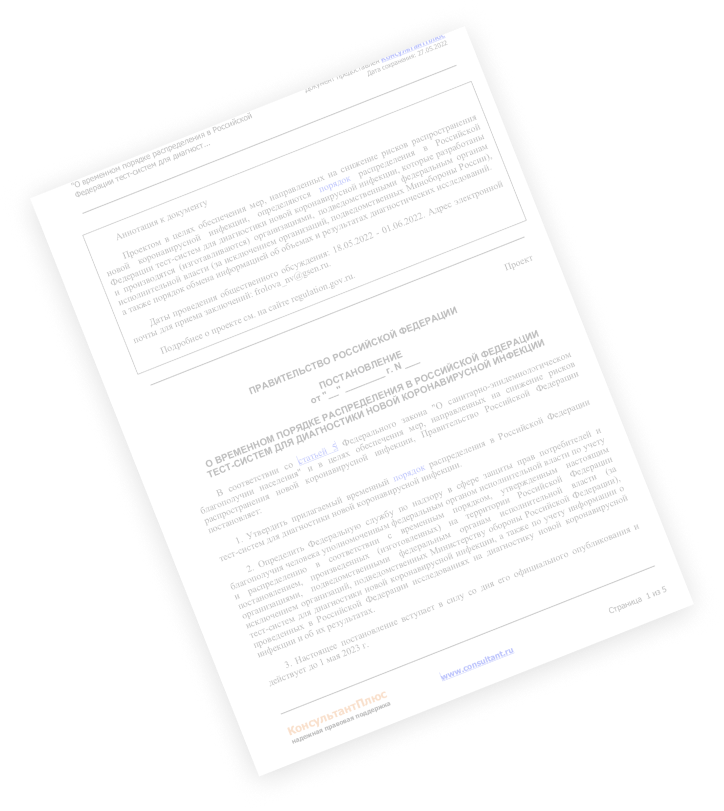 Документ предоставлен КонсультантПлюс
Дата сохранения: 27.05.2022
"О временном порядке распределения в Российской
Федерации тест-систем для диагност...
Аннотация к документу
Проектом в целях обеспечения мер, направленных на снижение рисков распространения
новой коронавирусной инфекции, определяются порядок распределения в Российской
Федерации тест-систем для диагностики новой коронавирусной инфекции, которые разработаны
и производятся (изготавливаются) организациями, подведомственными федеральным органам
исполнительной власти (за исключением организаций, подведомственных Минобороны России),
а также порядок обмена информацией об объемах и результатах диагностических исследований.
Даты проведения общественного обсуждения: 18.05.2022 - 01.06.2022. Адрес электронной
почты для приема заключений: frolova_nv@gsen.ru.
Подробнее о проекте см. на сайте regulation.gov.ru.
Проект
ПРАВИТЕЛЬСТВО РОССИЙСКОЙ ФЕДЕРАЦИИ
ПОСТАНОВЛЕНИЕ
от "__" ________ г. N ___
О ВРЕМЕННОМ ПОРЯДКЕ РАСПРЕДЕЛЕНИЯ В РОССИЙСКОЙ ФЕДЕРАЦИИ
ТЕСТ-СИСТЕМ ДЛЯ ДИАГНОСТИКИ НОВОЙ КОРОНАВИРУСНОЙ ИНФЕКЦИИ
В соответствии со статьей 5 Федерального закона "О санитарно-эпидемиологическом
благополучии населения" и в целях обеспечения мер, направленных на снижение рисков
распространения новой коронавирусной инфекции, Правительство Российской Федерации
постановляет:
1. Утвердить прилагаемый временный порядок распределения в Российской Федерации
тест-систем для диагностики новой коронавирусной инфекции.
2. Определить Федеральную службу по надзору в сфере защиты прав потребителей и
благополучия человека уполномоченным федеральным органом исполнительной власти по учету
и распределению в соответствии с временным порядком, утвержденным настоящим
постановлением, произведенных (изготовленных) на территории Российской Федерации
организациями, подведомственными федеральным органам исполнительной власти (за
исключением организаций, подведомственных Министерству обороны Российской Федерации),
тест-систем для диагностики новой коронавирусной инфекции, а также по учету информации о
проведенных в Российской Федерации исследованиях на диагностику новой коронавирусной
инфекции и об их результатах.
3. Настоящее постановление вступает в силу со дня его официального опубликования и
действует до 1 мая 2023 г.
КонсультантПлюс
надежная правовая поддержка
www.consultant.ru
Страница 1 из 5